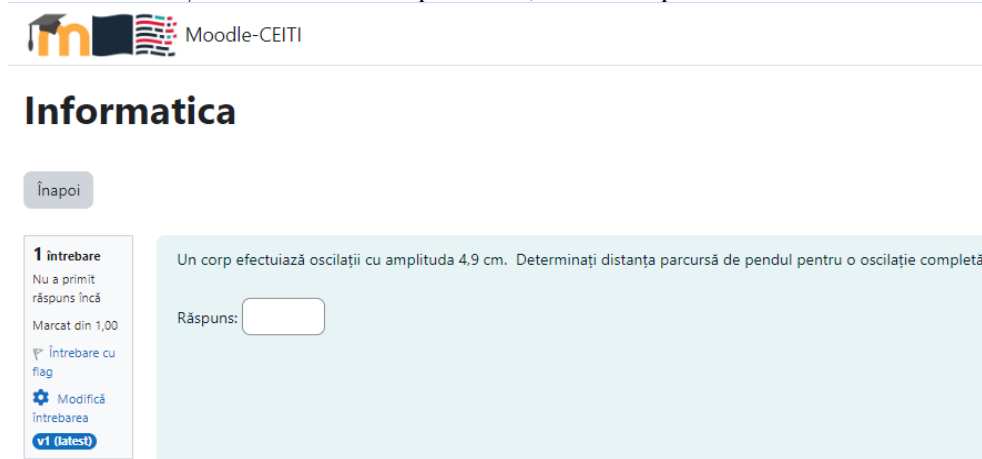 Moodle-CEITI
Informatica
Înapoi
1 întrebare
Nu a primit
răspuns încă
Marcat din 1,00
Întrebare cu
flag
Modifică
întrebarea
v1 (latest)
Un corp efectuiază oscilații cu amplituda 4,9 cm. Determinați distanța parcursă de pendul pentru o oscilație completă
Răspuns: